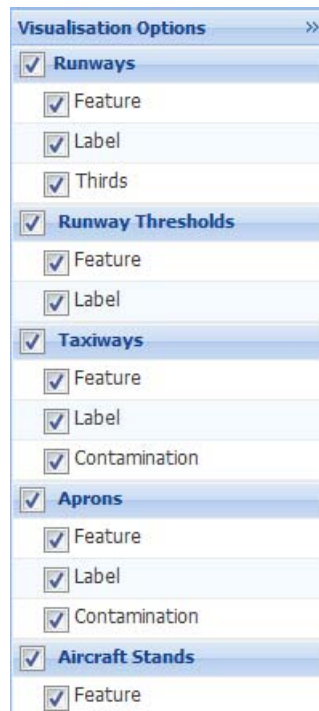 Visualisation Options »
Runways
Feature
Label
Thirds
Runway Thresholds
Feature
Label
Taxiways
Feature
Label
Contamination
Aprons
Feature
Label
Contamination
Aircraft Stands
Feature